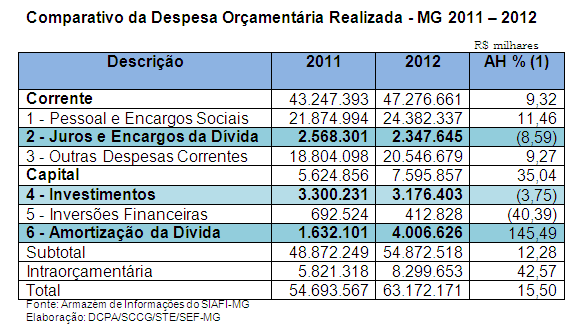 Comparativo da Despesa Orçamentária Realizada - MG 2011 – 2012
R$ milhares
Descrição 2011 2012 AH % (1)
Corrente 43.247.393 47.276.661 9,32
1 - Pessoal e Encargos Sociais 21.874.994 24.382.337 11,46
2 - Juros e Encargos da Dívida 2.568.301 2.347.645 (8,59)
3 - Outras Despesas Correntes 18.804.098 20.546.679 9,27
Capital 5.624.856 7.595.857 35,04
4 - Investimentos 3.300.231 3.176.403 (3,75)
5 - Inversões Financeiras 692.524 412.828 (40,39)
6 - Amortização da Dívida 1.632.101 4.006.626 145,49
Subtotal 48.872.249 54.872.518 12,28
Intraorçamentária 5.821.318 8.299.653 42,57
Total 54.693.567 63.172.171 15,50
Fonte: Armazém de Informações do SIAFI-MG
Elaboração: DCPA/SCCG/STE/SEF-MG